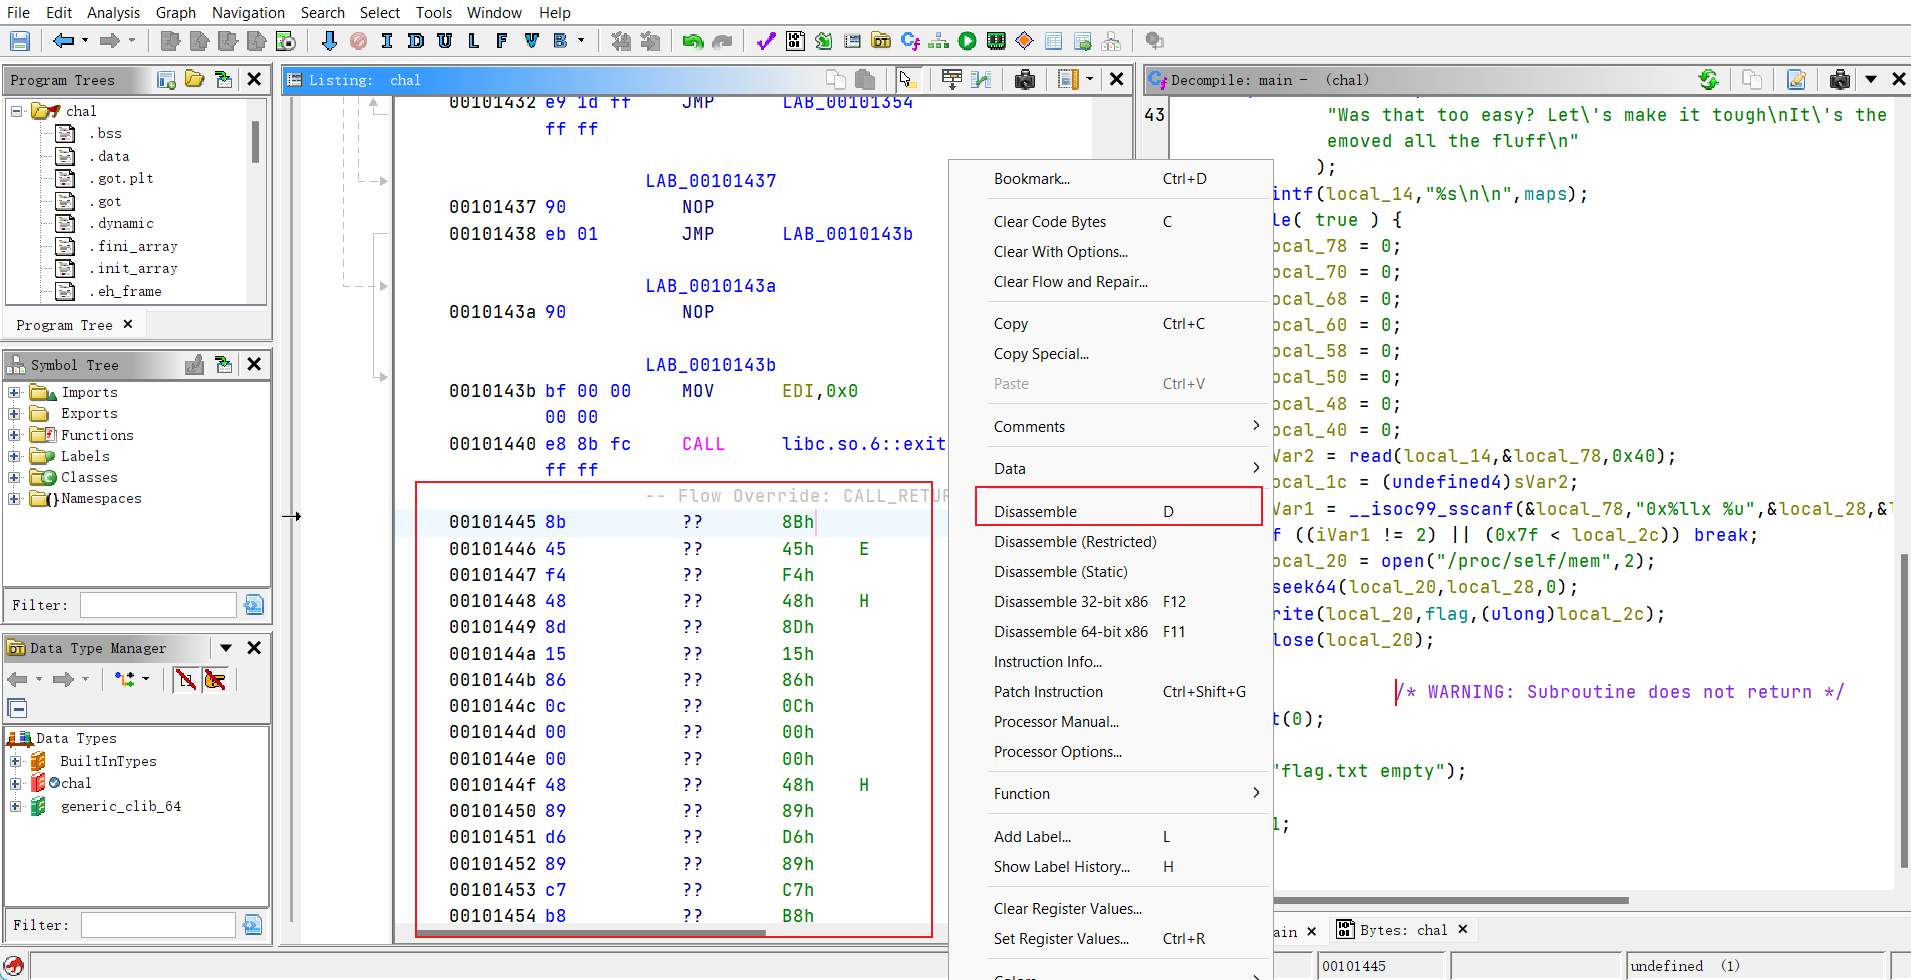 File Edit Analysis Graph Navigation Search Select Tools Window Help
I D U L F V B
Program Trees
chal
.bss
.data
.got.plt
.got
.dynamic
.fini_array
.init_array
.eh_frame
Program Tree
Symbol Tree
Imports
Exports
Functions
Labels
Classes
Namespaces
Filter:
Data Type Manager
Data Types
BuiltInTypes
chal
generic_clib_64
Filter:
Listing: chal
00101432 e9 1d ff JMP LAB_00101354
ff ff
LAB_00101437
00101437 90 NOP
00101438 eb 01 JMP LAB_0010143b
LAB_0010143a
0010143a 90 NOP
LAB_0010143b
0010143b bf 00 00 MOV EDI,0x0
00 00
00101440 e8 8b fc CALL libc.so.6::exit
ff ff
-- Flow Override: CALL_RETUR
00101445 8b ?? 8Bh
00101446 45 ?? 45h E
00101447 f4 ?? F4h
00101448 48 ?? 48h H
00101449 8d ?? 8Dh
0010144a 15 ?? 15h
0010144b 86 ?? 86h
0010144c 0c ?? 0Ch
0010144d 00 ?? 00h
0010144e 00 ?? 00h
0010144f 48 ?? 48h H
00101450 89 ?? 89h
00101451 d6 ?? D6h
00101452 89 ?? 89h
00101453 c7 ?? C7h
00101454 b8 ?? B8h
Bookmark... Ctrl+D
Clear Code Bytes C
Clear With Options...
Clear Flow and Repair...
Copy Ctrl+C
Copy Special...
Paste Ctrl+V
Comments
Data
Disassemble D
Disassemble (Restricted)
Disassemble (Static)
Disassemble 32-bit x86 F12
Disassemble 64-bit x86 F11
Instruction Info...
Patch Instruction Ctrl+Shift+G
Processor Manual...
Processor Options...
Function
Add Label... L
Show Label History... H
Clear Register Values...
Set Register Values... Ctrl+R
Colors
Decompile: main - (chal)
43 "Was that too easy? Let\'s make it tough\nIt\'s the
emoved all the fluff\n"
);
intf(local_14,"%s\n\n",maps);
le( true ) {
ocal_78 = 0;
ocal_70 = 0;
ocal_68 = 0;
ocal_60 = 0;
ocal_58 = 0;
ocal_50 = 0;
ocal_48 = 0;
ocal_40 = 0;
Var2 = read(local_14,&local_78,0x40);
ocal_1c = (undefined4)sVar2;
Var1 = __isoc99_sscanf(&local_78,"0x%llx %u",&local_28,&l
f ((iVar1 != 2) || (0x7f < local_2c)) break;
ocal_20 = open("/proc/self/mem",2);
seek64(local_20,local_28,0);
rite(local_20,flag,(ulong)local_2c);
lose(local_20);
/* WARNING: Subroutine does not return */
t(0);
"flag.txt empty");
1;
ain
Bytes: chal
00101445
undefined (1)